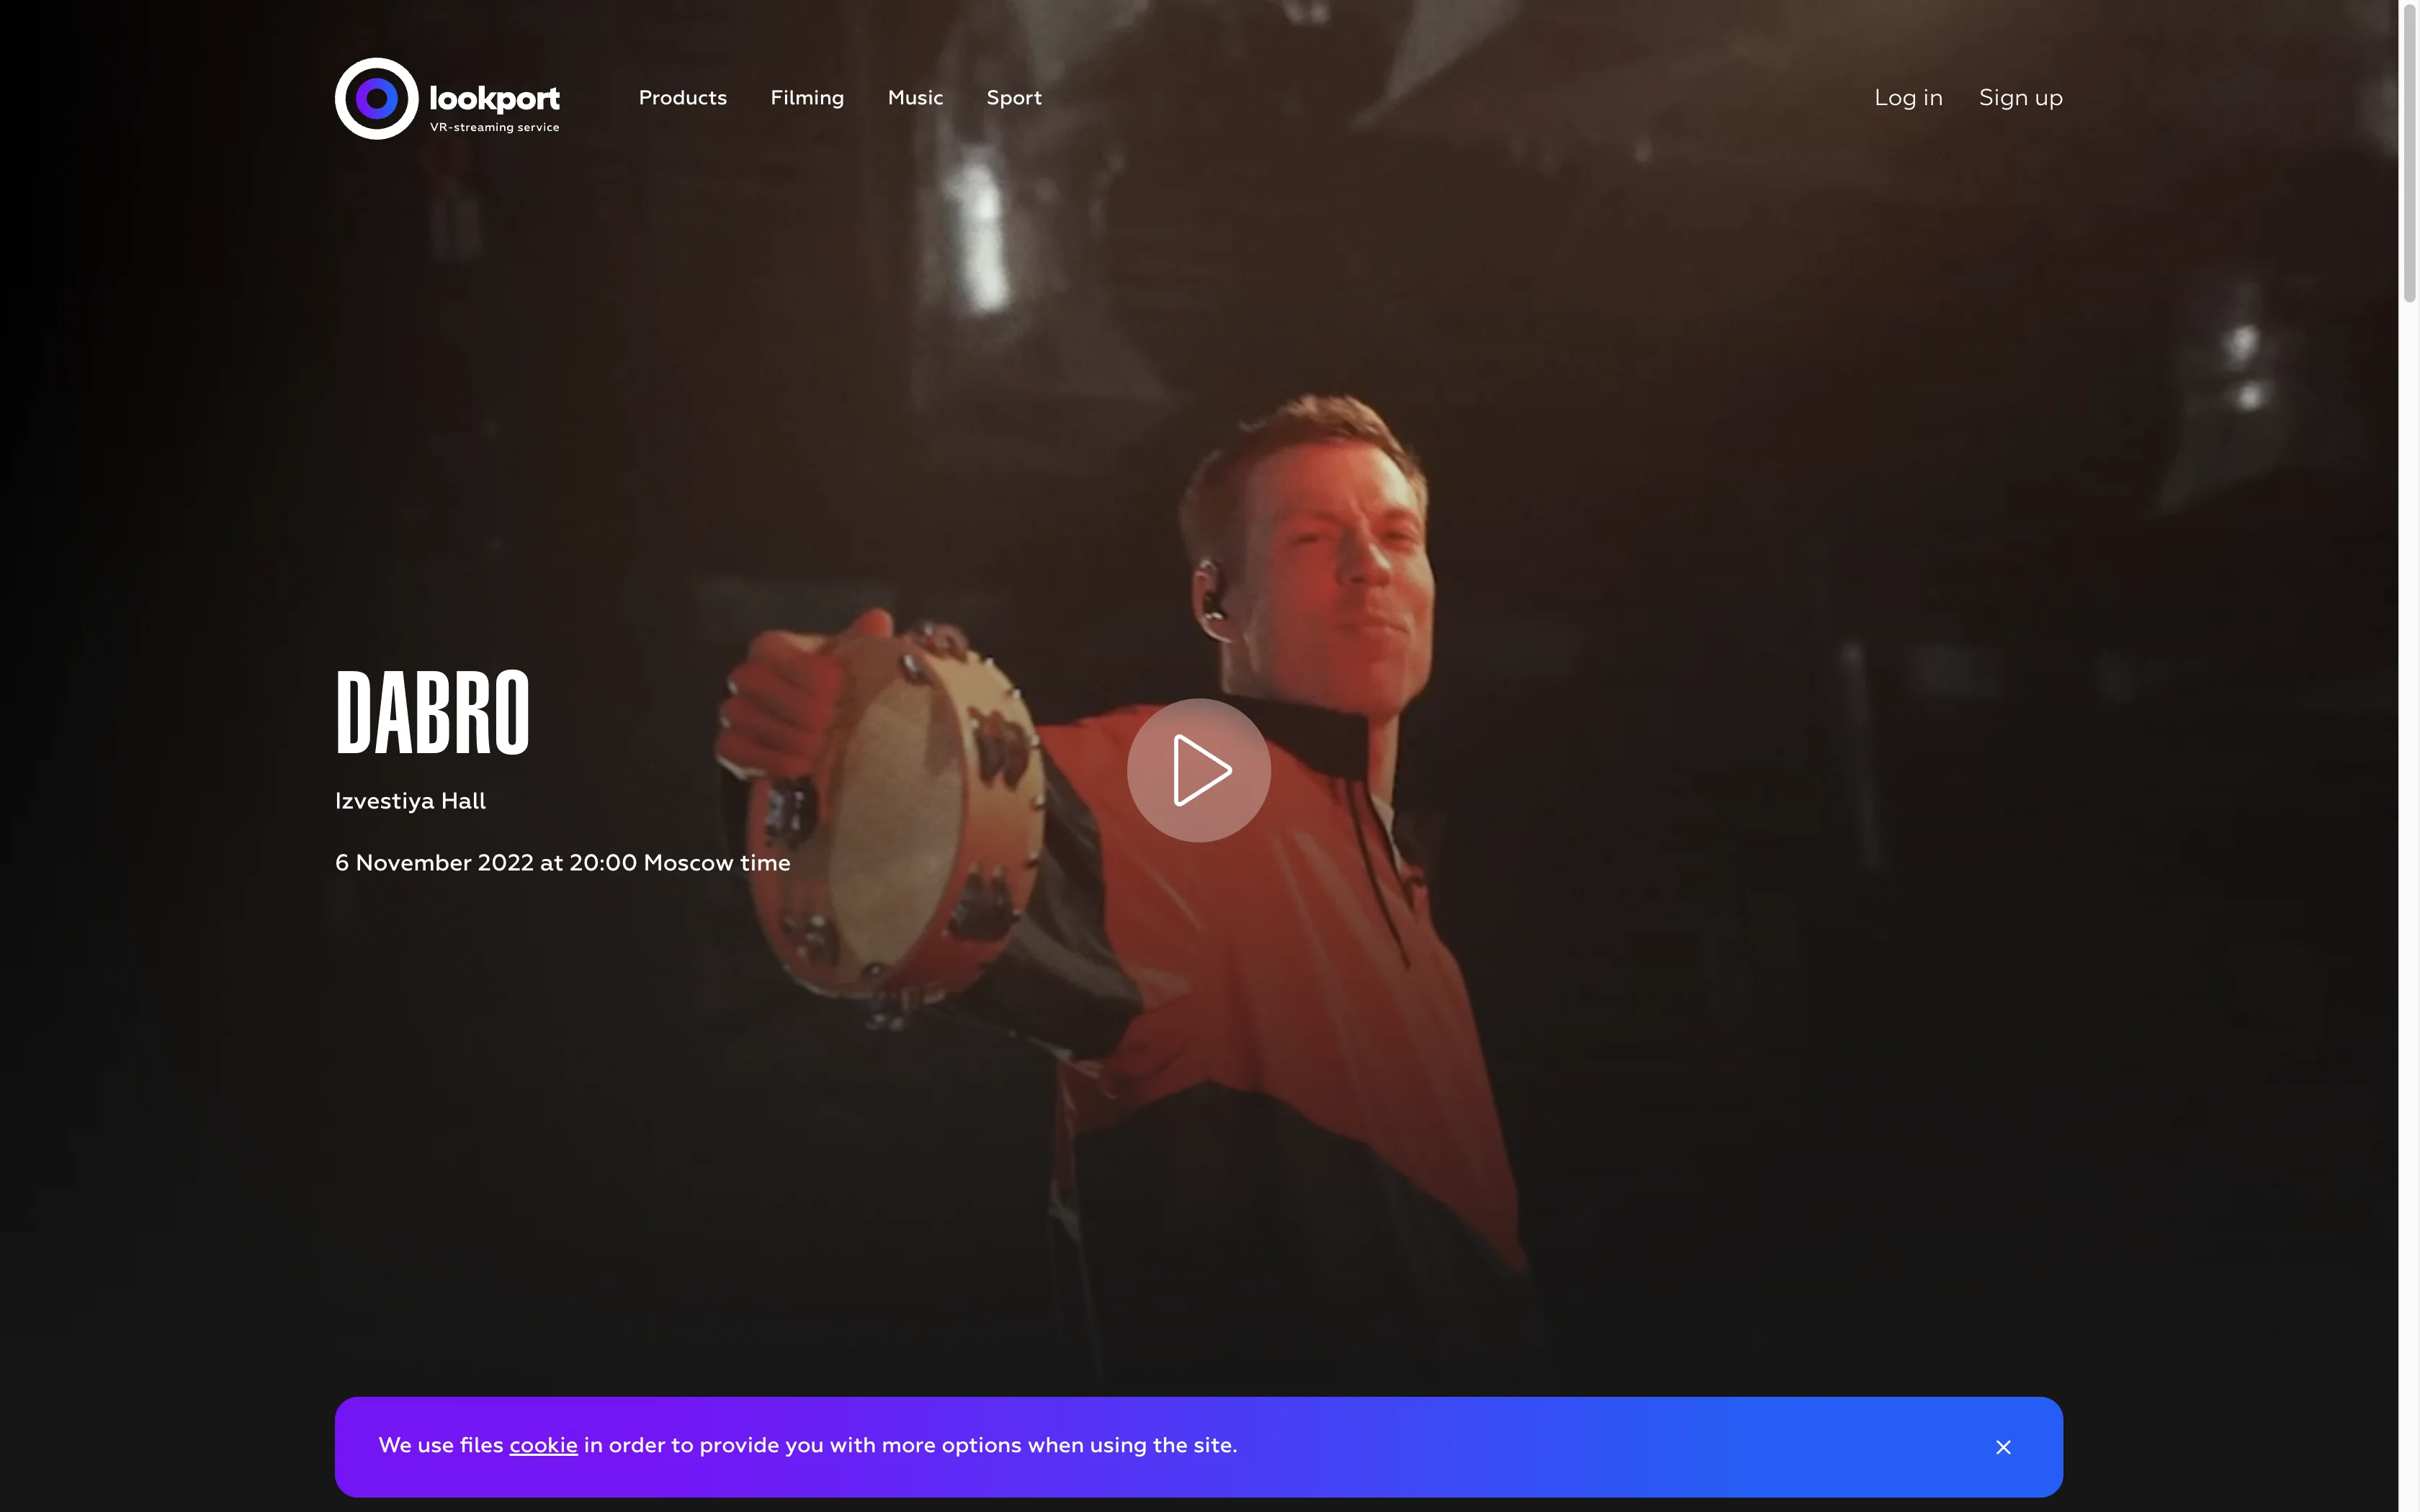 lookport
VR-streaming service
Products
Filming
Music
Sport
Log in
Sign up
DABRO
Izvestiya Hall
6 November 2022 at 20:00 Moscow time
We use files cookie in order to provide you with more options when using the site.